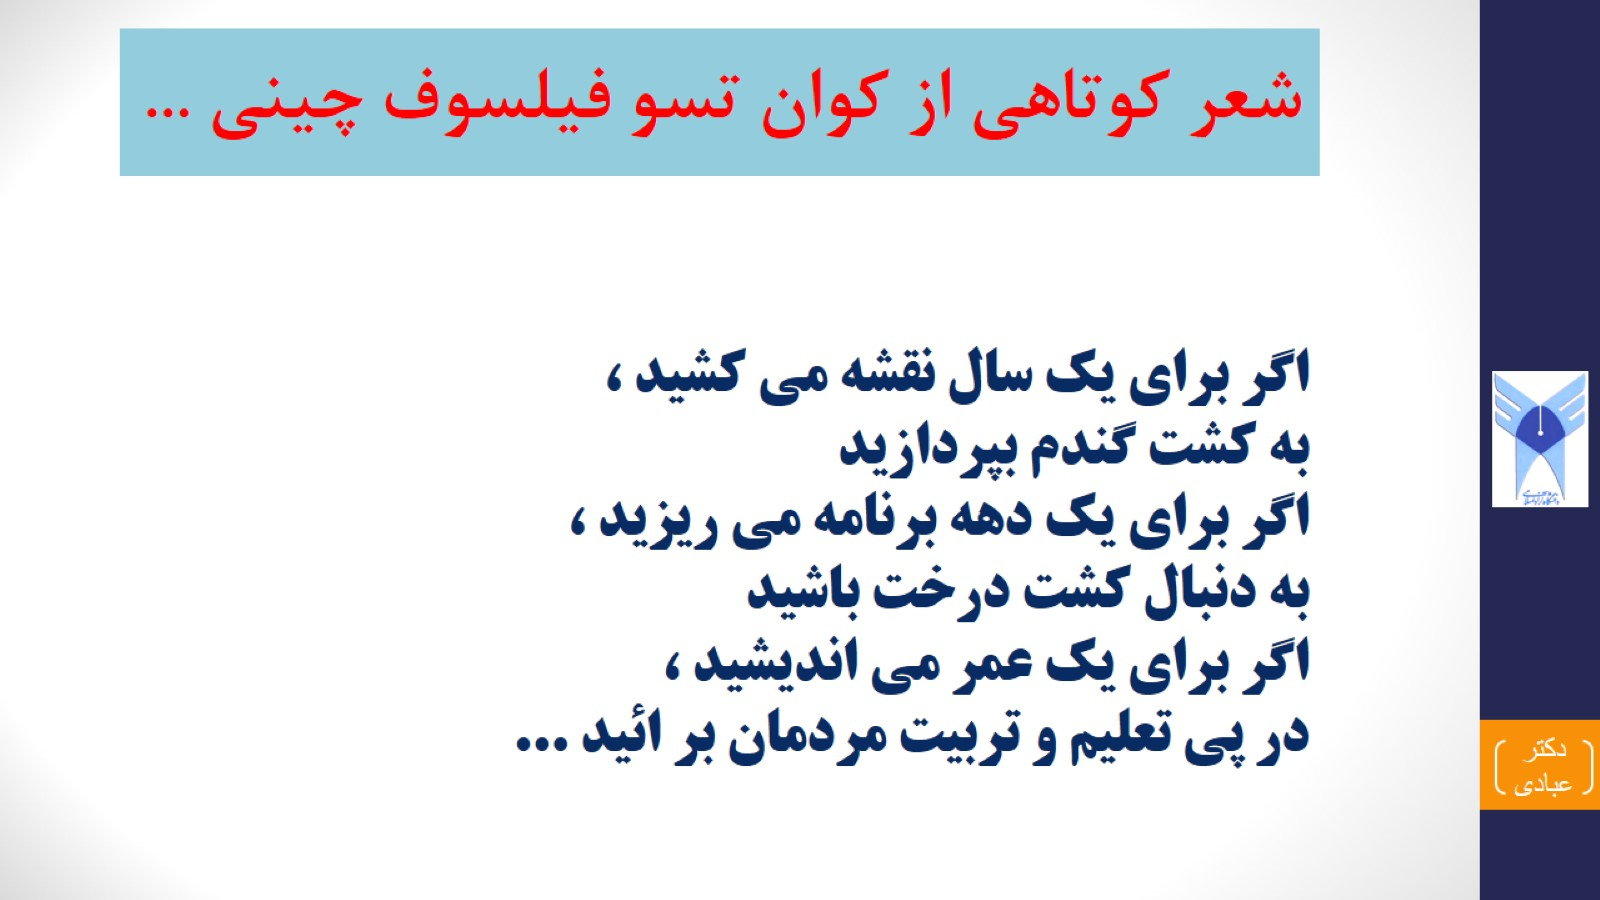 شعر کوتاهی از کوان تسو فیلسوف چینی ...
اگر برای یک سال نقشه می کشید ،
به کشت گندم بپردازید
اگر برای یک دهه برنامه می ریزید ،
به دنبال کشت درخت باشید
اگر برای یک عمر می اندیشید ،
در پی تعلیم و تربیت مردمان بر ائید ...
دکتر
عبادی